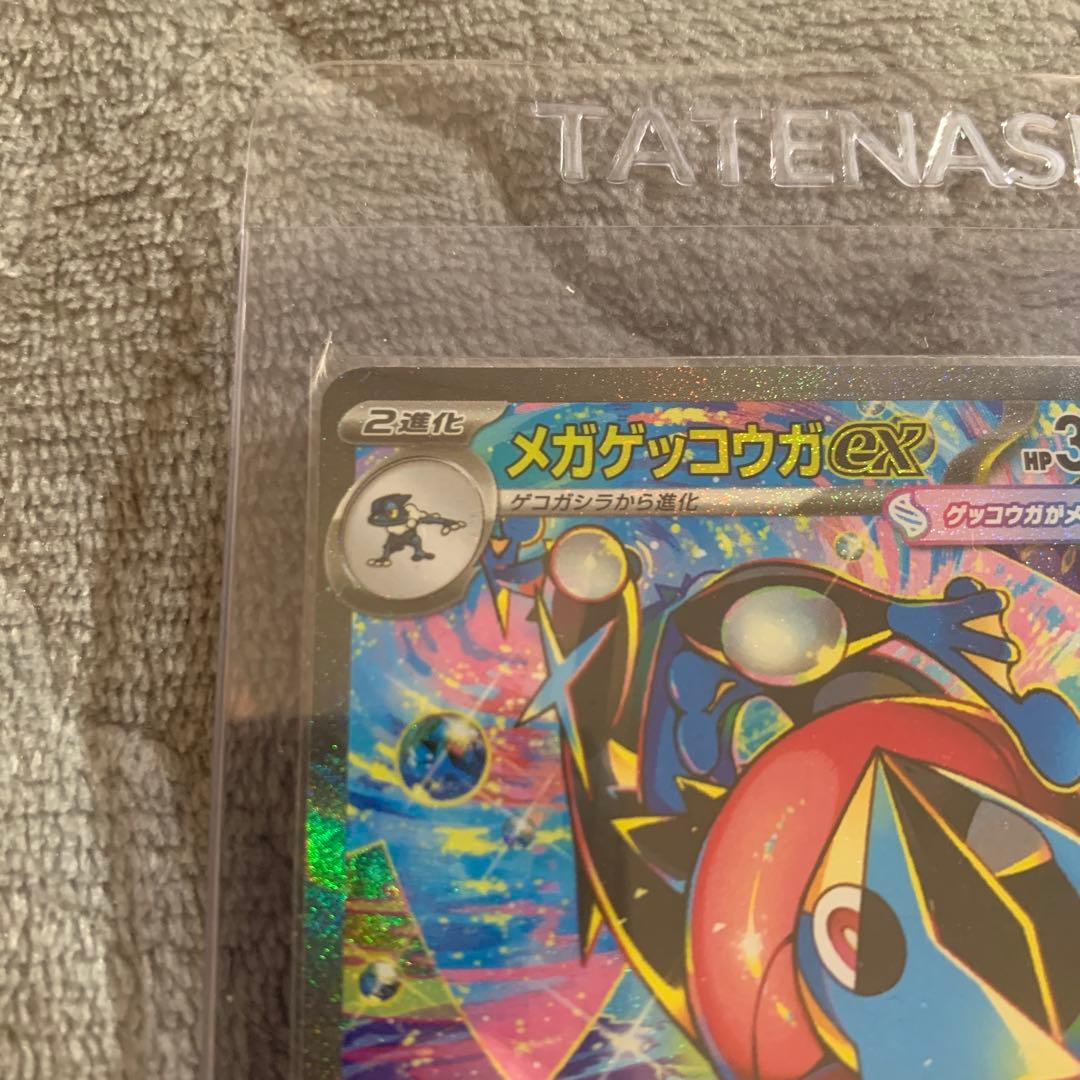 TATENAS
2進化
メガゲッコウガex
HP 3
ゲコガシラから進化
ゲッコウガがメ